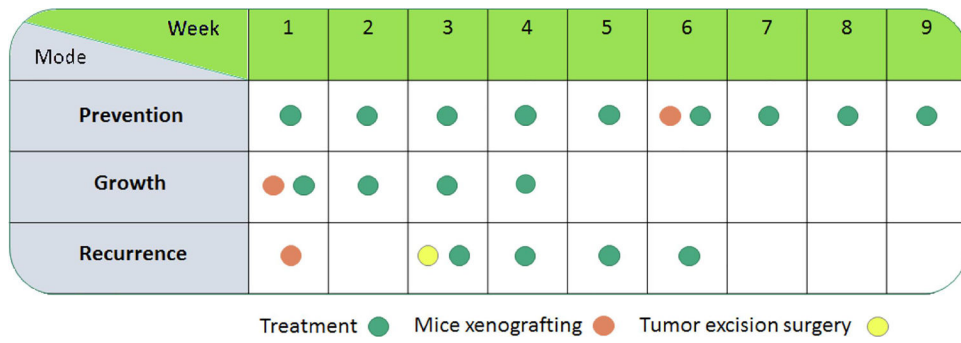 Week 1 2 3 4 5 6 7 8 9
Mode
Prevention
Growth
Recurrence
Treatment Mice xenografting Tumor excision surgery